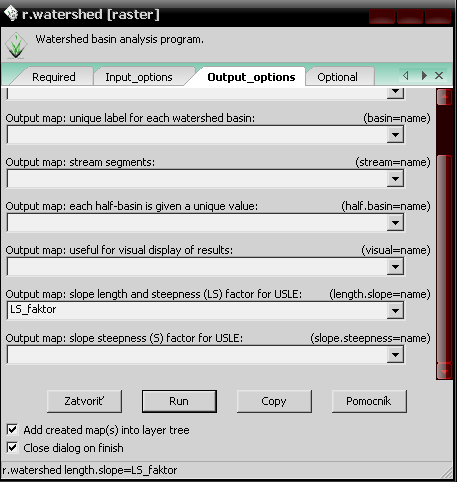 r.watershed [raster]
Watershed basin analysis program.
Required Input_options Output_options Optional
Output map: unique label for each watershed basin: (basin=name)
Output map: stream segments: (stream=name)
Output map: each half-basin is given a unique value: (half.basin=name)
Output map: useful for visual display of results: (visual=name)
Output map: slope length and steepness (LS) factor for USLE: (length.slope=name)
LS_faktor
Output map: slope steepness (S) factor for USLE: (slope.steepness=name)
Zatvoriť Run Copy Pomocník
Add created map(s) into layer tree
Close dialog on finish
r.watershed length.slope=LS_faktor